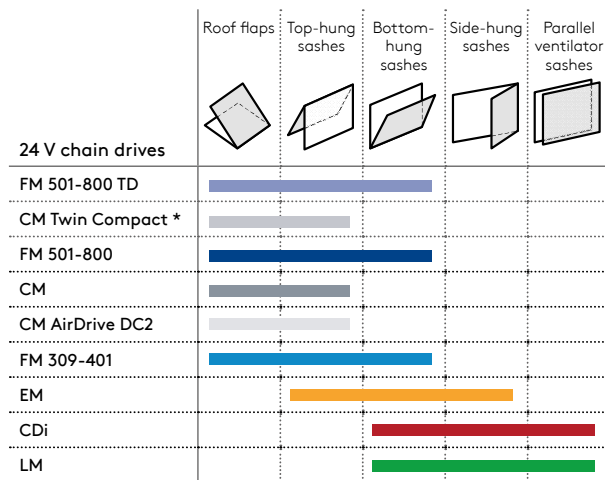 Roof flaps
Top-hung
sashes
Bottom-
hung
sashes
Side-hung
sashes
Parallel
ventilator
sashes
24 V chain drives
FM 501-800 TD
CM Twin Compact *
FM 501-800
CM
CM AirDrive DC2
FM 309-401
EM
CDi
LM